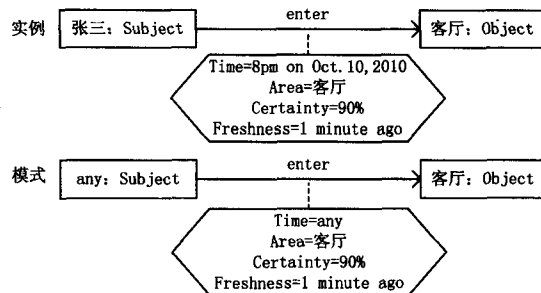 enter
实例 张三: Subject 客厅: Object
Time=8pm on Oct.10,2010
Area=客厅
Certainty=90%
Freshness=1 minute ago
enter
模式 any: Subject 客厅: Object
Time=any
Area=客厅
Certainty=90%
Freshness=1 minute ago